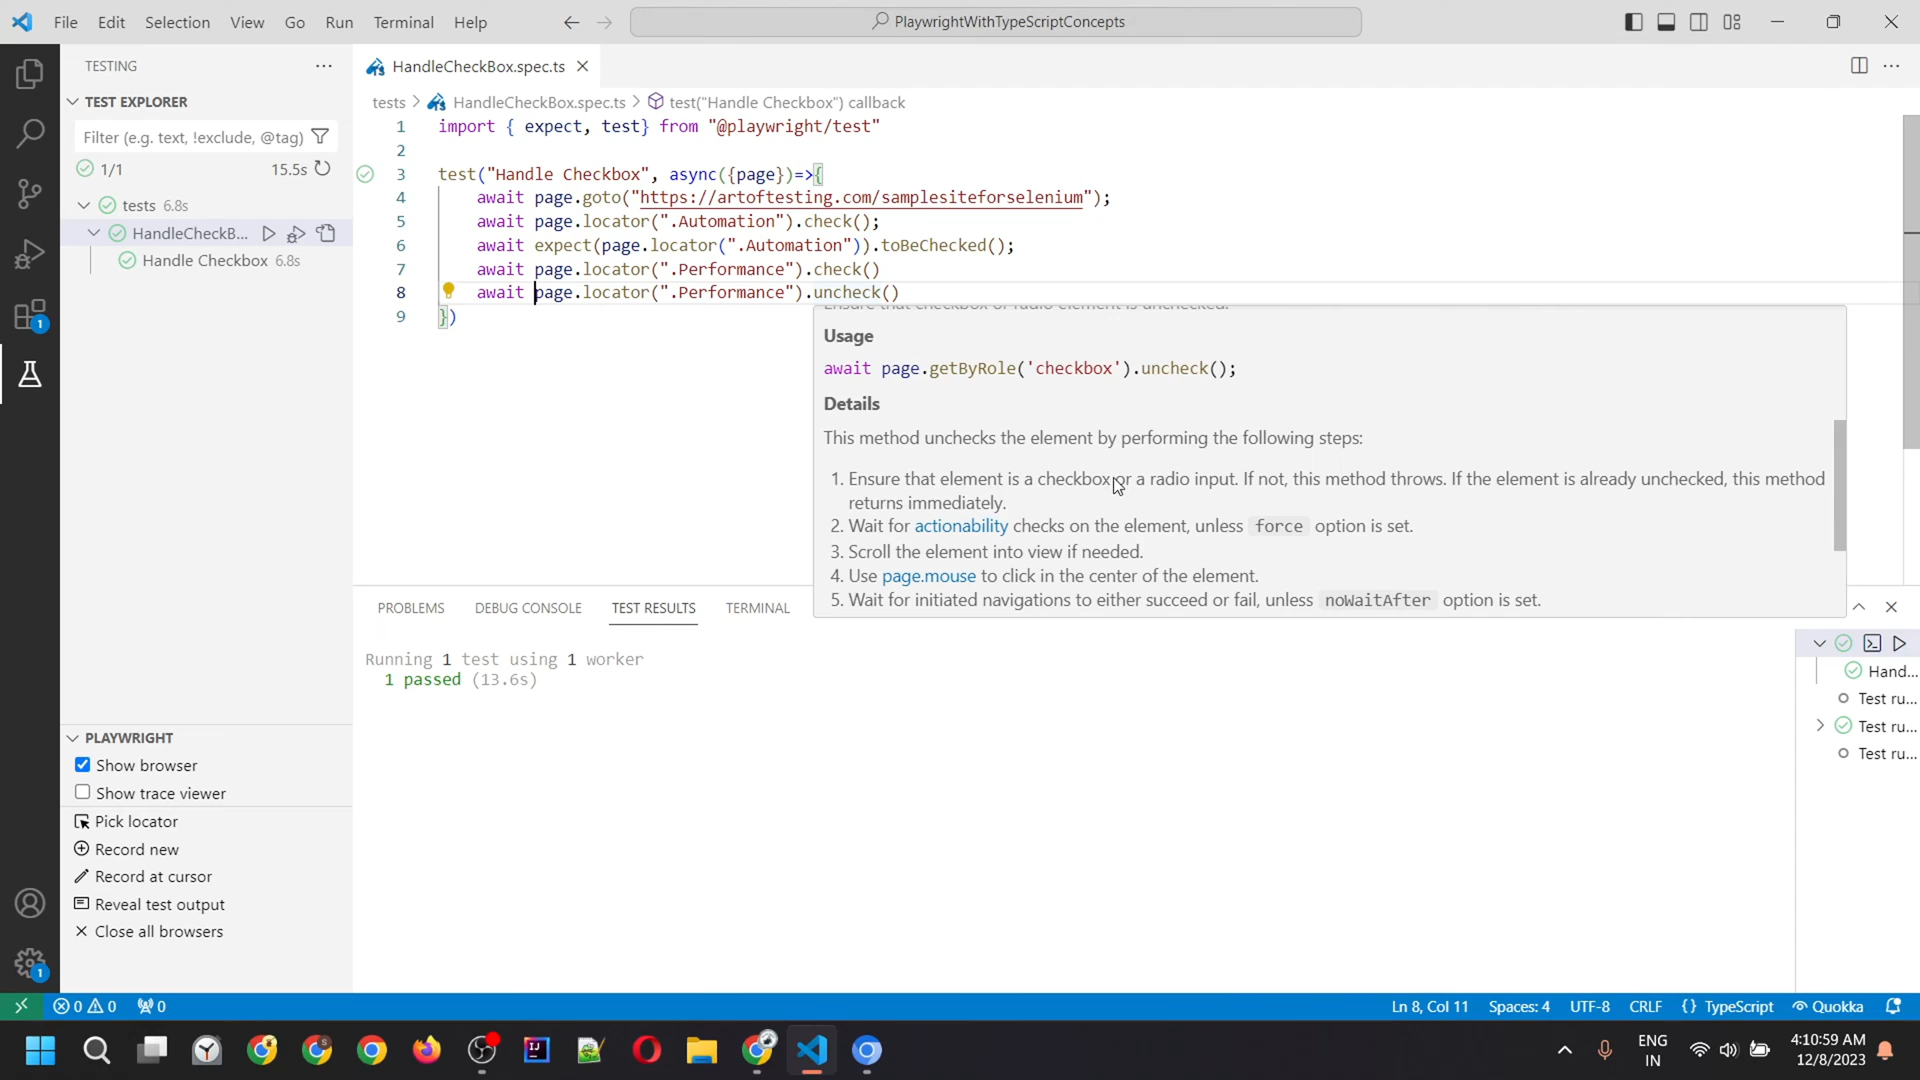 File Edit Selection View Go Run Terminal Help
PlaywrightWithTypeScriptConcepts
TESTING
TEST EXPLORER
Filter (e.g. text, !exclude, @tag)
1/1 15.5s
tests 6.8s
HandleCheckB...
Handle Checkbox 6.8s
HandleCheckBox.spec.ts
tests > HandleCheckBox.spec.ts > test("Handle Checkbox") callback
1 import { expect, test} from "@playwright/test"
2
3 test("Handle Checkbox", async({page})=>{
4 await page.goto("https://artoftesting.com/samplesiteforselenium");
5 await page.locator(".Automation").check();
6 await expect(page.locator(".Automation")).toBeChecked();
7 await page.locator(".Performance").check()
8 await page.locator(".Performance").uncheck()
9 })
Ensure that checkbox or radio element is unchecked.
Usage
await page.getByRole('checkbox').uncheck();
Details
This method unchecks the element by performing the following steps:
1. Ensure that element is a checkbox or a radio input. If not, this method throws. If the element is already unchecked, this method
returns immediately.
2. Wait for actionability checks on the element, unless force option is set.
3. Scroll the element into view if needed.
4. Use page.mouse to click in the center of the element.
5. Wait for initiated navigations to either succeed or fail, unless noWaitAfter option is set.
PROBLEMS DEBUG CONSOLE TEST RESULTS TERMINAL
Running 1 test using 1 worker
1 passed (13.6s)
Hand...
Test ru...
Test ru...
Test ru...
PLAYWRIGHT
Show browser
Show trace viewer
Pick locator
Record new
Record at cursor
Reveal test output
Close all browsers
1
1
0 0 0
Ln 8, Col 11 Spaces: 4 UTF-8 CRLF {} TypeScript Quokka
ENG
IN
4:10:59 AM
12/8/2023